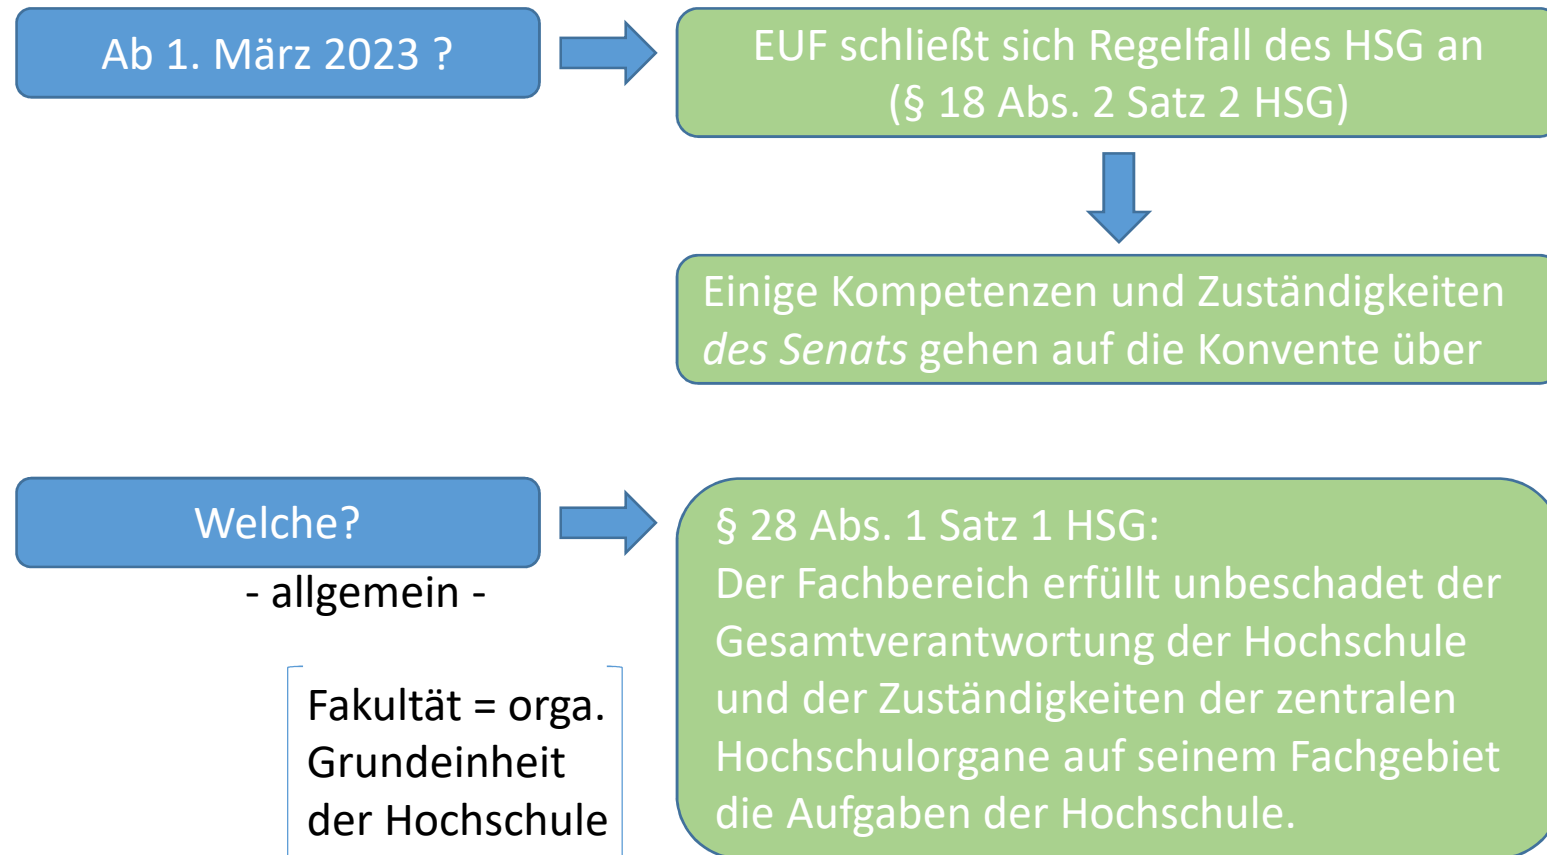 Ab 1. März 2023 ?
EUF schließt sich Regelfall des HSG an
(§ 18 Abs. 2 Satz 2 HSG)
Einige Kompetenzen und Zuständigkeiten
des Senats gehen auf die Konvente über
Welche?
- allgemein -
Fakultät = orga.
Grundeinheit
der Hochschule
§ 28 Abs. 1 Satz 1 HSG:
Der Fachbereich erfüllt unbeschadet der
Gesamtverantwortung der Hochschule
und der Zuständigkeiten der zentralen
Hochschulorgane auf seinem Fachgebiet
die Aufgaben der Hochschule.